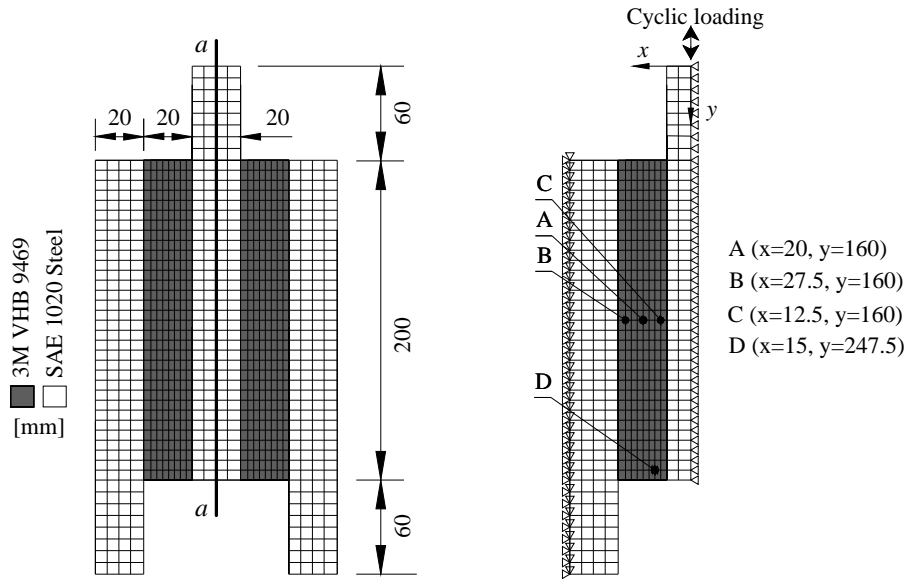 Cyclic loading
a
x
y
20
20
20
60
200
60
a
3M VHB 9469
SAE 1020 Steel
[mm]
C
A
B
D
A (x=20, y=160)
B (x=27.5, y=160)
C (x=12.5, y=160)
D (x=15, y=247.5)